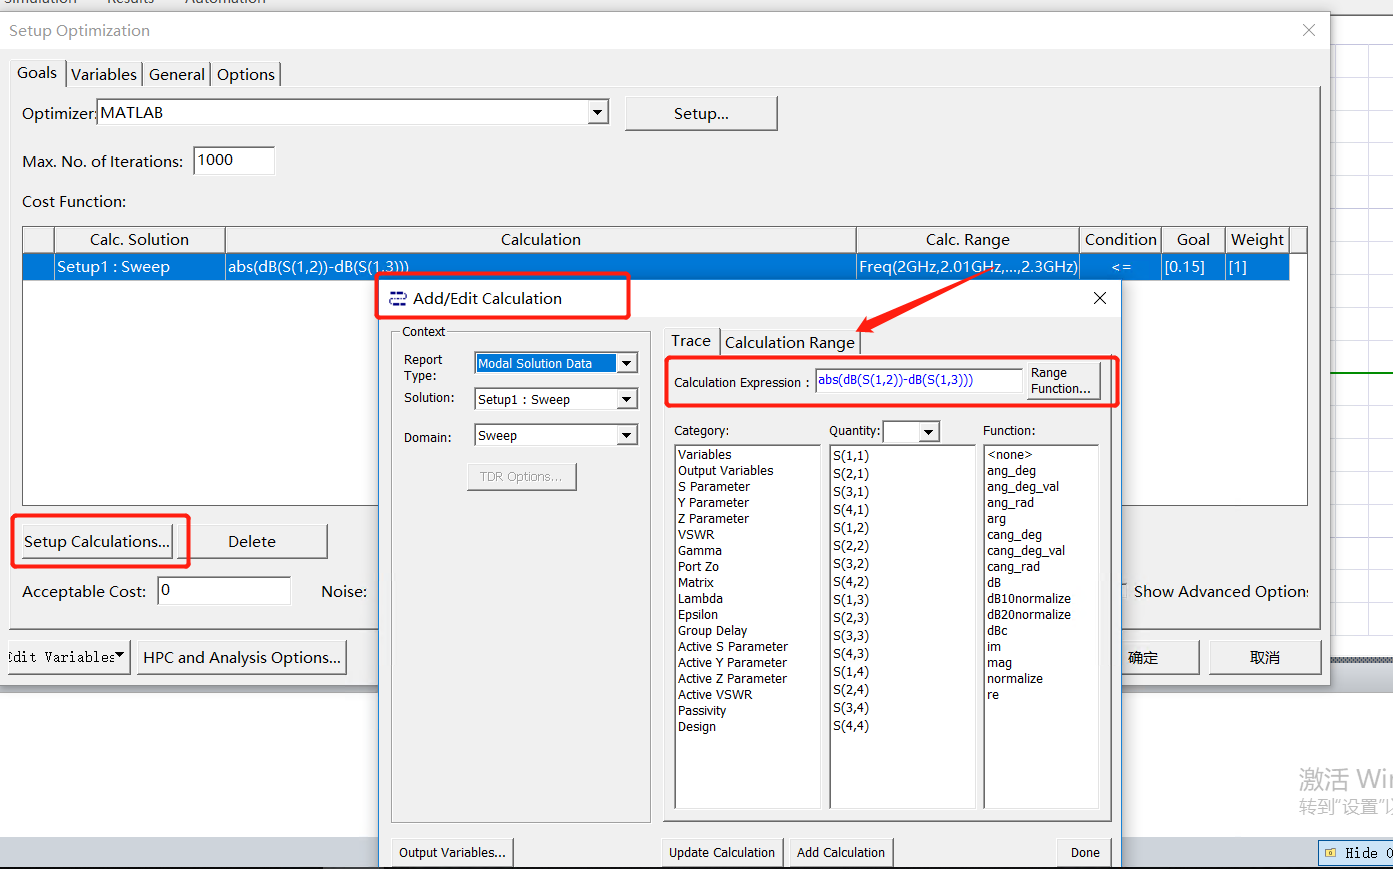 Simulation Results Automation
Setup Optimization
Goals Variables General Options
Optimizer: MATLAB Setup...
Max. No. of Iterations: 1000
Cost Function:
Calc. Solution Calculation Calc. Range Condition Goal Weight
Setup1 : Sweep abs(dB(S(1,2))-dB(S(1,3))) Freq(2GHz,2.01GHz,...,2.3GHz) <= [0.15] [1]
Setup Calculations... Delete
Acceptable Cost: 0 Noise: Show Advanced Option
Edit Variables HPC and Analysis Options... 确定 取消
Add/Edit Calculation
Context
Report Type: Modal Solution Data
Solution: Setup1 : Sweep
Domain: Sweep
TDR Options...
Trace Calculation Range
Calculation Expression : abs(dB(S(1,2))-dB(S(1,3))) Range Function...
Category: Quantity: Function:
Variables
Output Variables
S Parameter
Y Parameter
Z Parameter
VSWR
Gamma
Port Zo
Matrix
Lambda
Epsilon
Group Delay
Active S Parameter
Active Y Parameter
Active Z Parameter
Active VSWR
Passivity
Design
S(1,1)
S(2,1)
S(3,1)
S(4,1)
S(1,2)
S(2,2)
S(3,2)
S(4,2)
S(1,3)
S(2,3)
S(3,3)
S(4,3)
S(1,4)
S(2,4)
S(3,4)
S(4,4)
<none>
ang_deg
ang_deg_val
ang_rad
arg
cang_deg
cang_deg_val
cang_rad
dB
dB10normalize
dB20normalize
dBc
im
mag
normalize
re
Output Variables... Update Calculation Add Calculation Done
激活 Win
转到"设置"以
Hide